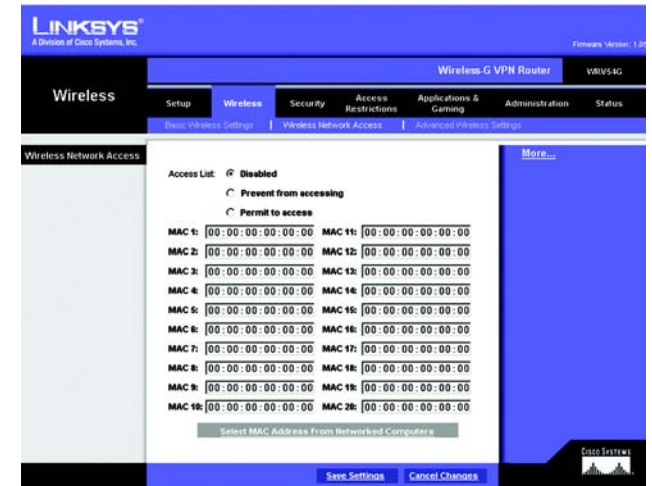 LINKSYS®
A Division of Cisco Systems, Inc.
Firmware Version: 1.05
Wireless-G VPN Router WRV54G
Wireless
Setup Wireless Security Access Restrictions Applications & Gaming Administration Status
Basic Wireless Settings | Wireless Network Access | Advanced Wireless Settings
Wireless Network Access
More...
Access List: Disabled
Prevent from accessing
Permit to access
MAC 1: 00:00:00:00:00:00 MAC 11: 00:00:00:00:00:00
MAC 2: 00:00:00:00:00:00 MAC 12: 00:00:00:00:00:00
MAC 3: 00:00:00:00:00:00 MAC 13: 00:00:00:00:00:00
MAC 4: 00:00:00:00:00:00 MAC 14: 00:00:00:00:00:00
MAC 5: 00:00:00:00:00:00 MAC 15: 00:00:00:00:00:00
MAC 6: 00:00:00:00:00:00 MAC 16: 00:00:00:00:00:00
MAC 7: 00:00:00:00:00:00 MAC 17: 00:00:00:00:00:00
MAC 8: 00:00:00:00:00:00 MAC 18: 00:00:00:00:00:00
MAC 9: 00:00:00:00:00:00 MAC 19: 00:00:00:00:00:00
MAC 10: 00:00:00:00:00:00 MAC 20: 00:00:00:00:00:00
Select MAC Address From Networked Computers
Save Settings Cancel Changes
CISCO SYSTEMS